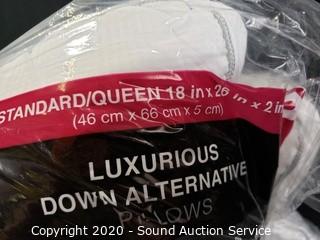 STANDARD/QUEEN 18 in x 26 in x 2 in
(46 cm x 66 cm x 5 cm)
LUXURIOUS
DOWN ALTERNATIVE
PILLOWS
Copyright 2020 - Sound Auction Service